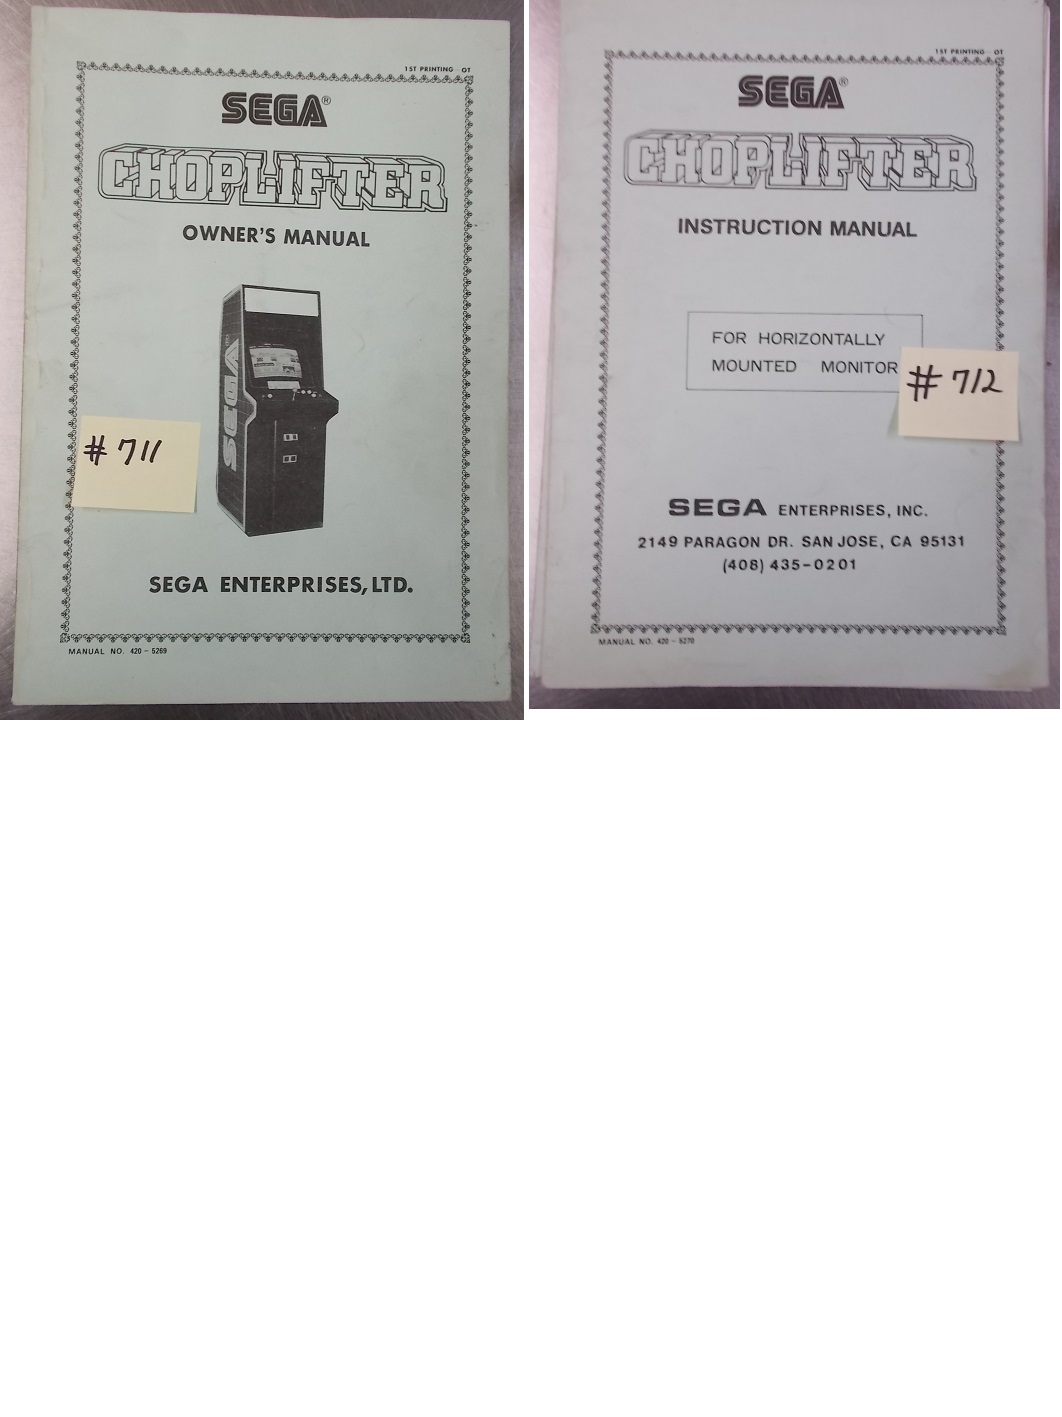 1ST PRINTING OT
SEGA®
CHOPLIFTER
OWNER'S MANUAL
SEGA
#711
SEGA ENTERPRISES, LTD.
MANUAL NO. 420-5269
1ST PRINTING OT
SEGA®
CHOPLIFTER
INSTRUCTION MANUAL
FOR HORIZONTALLY
MOUNTED MONITOR
#712
SEGA ENTERPRISES, INC.
2149 PARAGON DR. SAN JOSE, CA 95131
(408) 435-0201
MANUAL NO. 420-5270